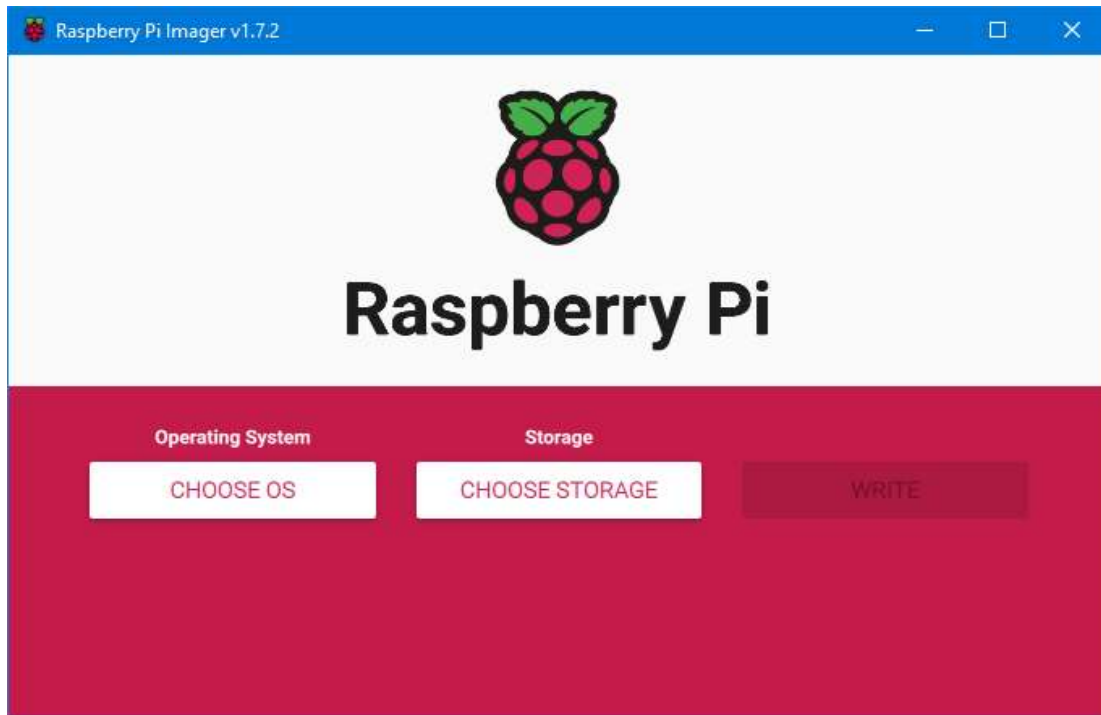 Raspberry Pi Imager v1.7.2
Raspberry Pi
Operating System
Storage
CHOOSE OS
CHOOSE STORAGE
WRITE